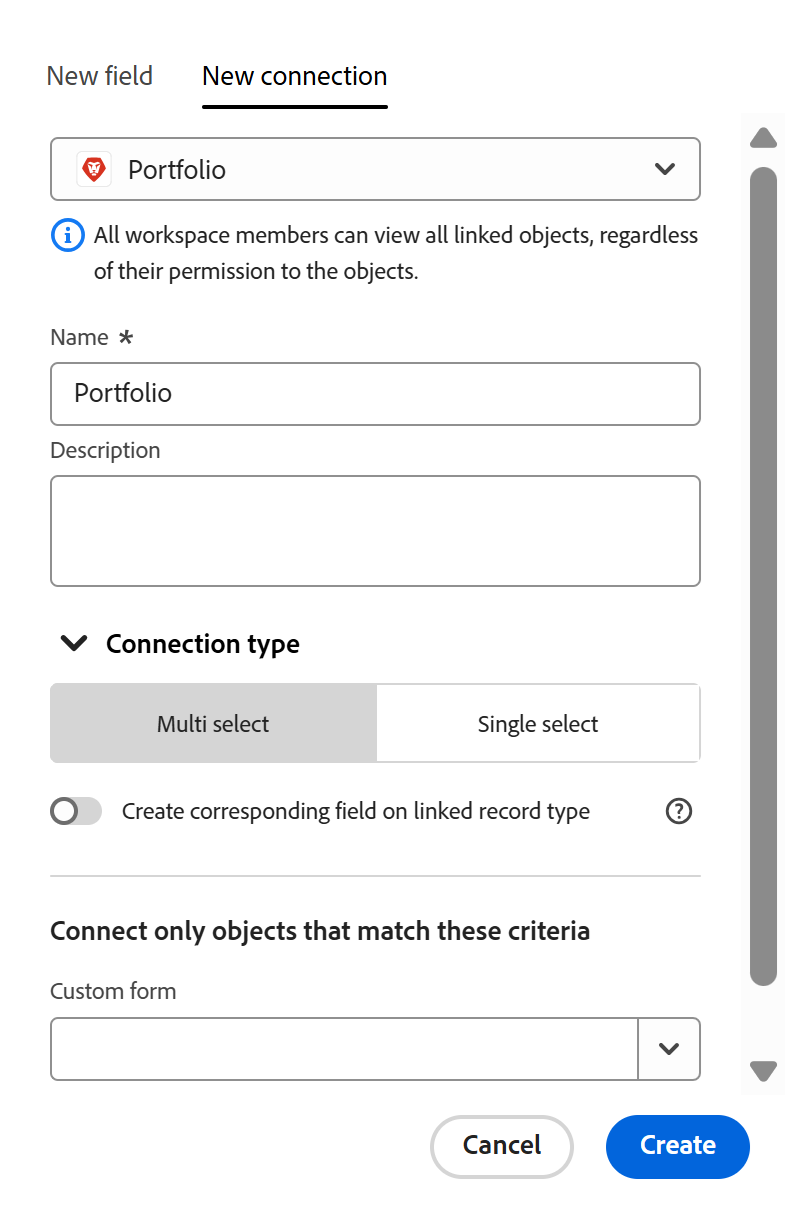 New field New connection
Portfolio
All workspace members can view all linked objects, regardless
of their permission to the objects.
Name *
Portfolio
Description
Connection type
Multi select Single select
Create corresponding field on linked record type
Connect only objects that match these criteria
Custom form
Cancel Create